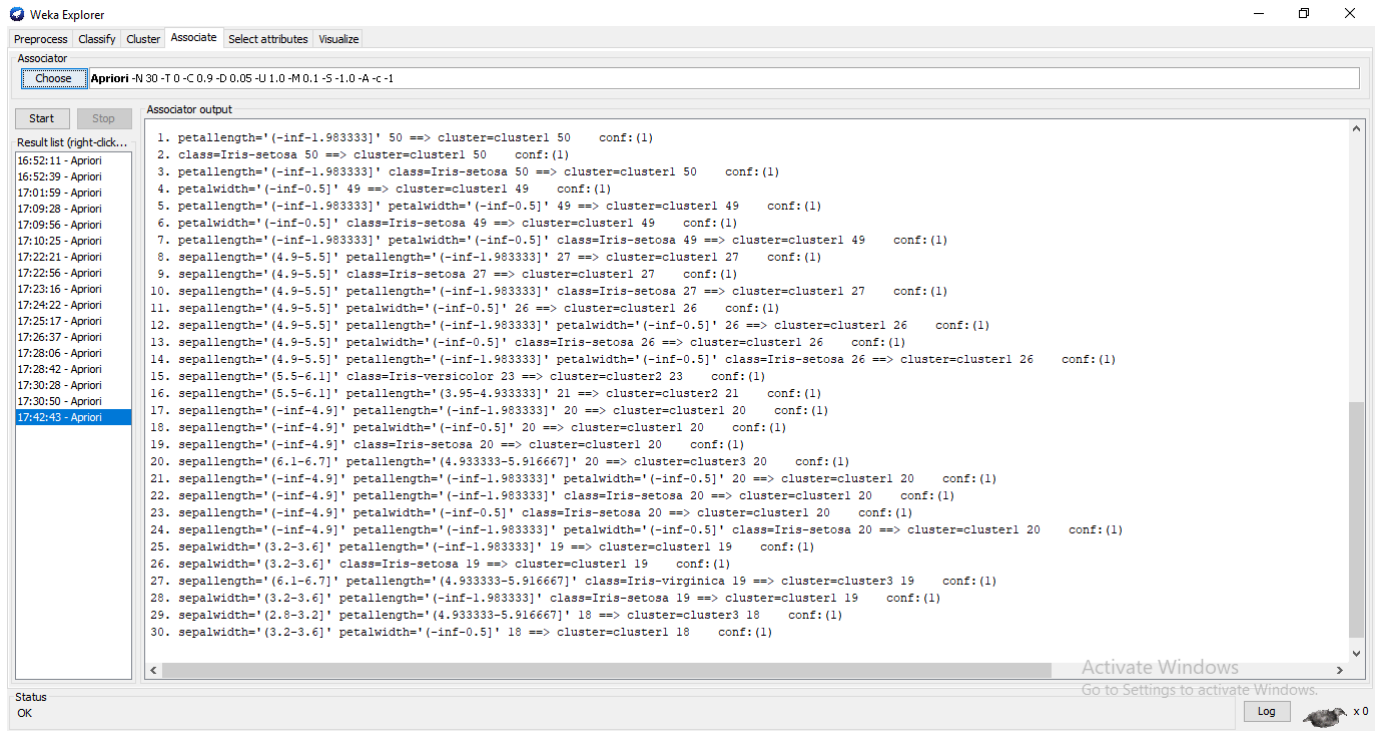 Weka Explorer
Preprocess Classify Cluster Associate Select attributes Visualize
Associator
Choose Apriori -N 30 -T 0 -C 0.9 -D 0.05 -U 1.0 -M 0.1 -S -1.0 -A -c -1
Start Stop
Result list (right-click...
16:52:11 - Apriori
16:52:39 - Apriori
17:01:59 - Apriori
17:09:28 - Apriori
17:09:56 - Apriori
17:10:25 - Apriori
17:22:21 - Apriori
17:22:56 - Apriori
17:23:16 - Apriori
17:24:22 - Apriori
17:25:17 - Apriori
17:26:37 - Apriori
17:28:06 - Apriori
17:28:42 - Apriori
17:30:28 - Apriori
17:30:50 - Apriori
17:42:43 - Apriori
Associator output
1. petallength='(-inf-1.983333]' 50 ==> cluster=cluster1 50 conf:(1)
2. class=Iris-setosa 50 ==> cluster=cluster1 50 conf:(1)
3. petallength='(-inf-1.983333]' class=Iris-setosa 50 ==> cluster=cluster1 50 conf:(1)
4. petalwidth='(-inf-0.5]' 49 ==> cluster=cluster1 49 conf:(1)
5. petallength='(-inf-1.983333]' petalwidth='(-inf-0.5]' 49 ==> cluster=cluster1 49 conf:(1)
6. petalwidth='(-inf-0.5]' class=Iris-setosa 49 ==> cluster=cluster1 49 conf:(1)
7. petallength='(-inf-1.983333]' petalwidth='(-inf-0.5]' class=Iris-setosa 49 ==> cluster=cluster1 49 conf:(1)
8. sepallength='(4.9-5.5]' petallength='(-inf-1.983333]' 27 ==> cluster=cluster1 27 conf:(1)
9. sepallength='(4.9-5.5]' class=Iris-setosa 27 ==> cluster=cluster1 27 conf:(1)
10. sepallength='(4.9-5.5]' petallength='(-inf-1.983333]' class=Iris-setosa 27 ==> cluster=cluster1 27 conf:(1)
11. sepallength='(4.9-5.5]' petalwidth='(-inf-0.5]' 26 ==> cluster=cluster1 26 conf:(1)
12. sepallength='(4.9-5.5]' petallength='(-inf-1.983333]' petalwidth='(-inf-0.5]' 26 ==> cluster=cluster1 26 conf:(1)
13. sepallength='(4.9-5.5]' petalwidth='(-inf-0.5]' class=Iris-setosa 26 ==> cluster=cluster1 26 conf:(1)
14. sepallength='(4.9-5.5]' petallength='(-inf-1.983333]' petalwidth='(-inf-0.5]' class=Iris-setosa 26 ==> cluster=cluster1 26 conf:(1)
15. sepallength='(5.5-6.1]' class=Iris-versicolor 23 ==> cluster=cluster2 23 conf:(1)
16. sepallength='(5.5-6.1]' petallength='(3.95-4.933333]' 21 ==> cluster=cluster2 21 conf:(1)
17. sepallength='(-inf-4.9]' petallength='(-inf-1.983333]' 20 ==> cluster=cluster1 20 conf:(1)
18. sepallength='(-inf-4.9]' petalwidth='(-inf-0.5]' 20 ==> cluster=cluster1 20 conf:(1)
19. sepallength='(-inf-4.9]' class=Iris-setosa 20 ==> cluster=cluster1 20 conf:(1)
20. sepallength='(6.1-6.7]' petallength='(4.933333-5.916667]' 20 ==> cluster=cluster3 20 conf:(1)
21. sepallength='(-inf-4.9]' petallength='(-inf-1.983333]' petalwidth='(-inf-0.5]' 20 ==> cluster=cluster1 20 conf:(1)
22. sepallength='(-inf-4.9]' petallength='(-inf-1.983333]' class=Iris-setosa 20 ==> cluster=cluster1 20 conf:(1)
23. sepallength='(-inf-4.9]' petalwidth='(-inf-0.5]' class=Iris-setosa 20 ==> cluster=cluster1 20 conf:(1)
24. sepallength='(-inf-4.9]' petallength='(-inf-1.983333]' petalwidth='(-inf-0.5]' class=Iris-setosa 20 ==> cluster=cluster1 20 conf:(1)
25. sepalwidth='(3.2-3.6]' petallength='(-inf-1.983333]' 19 ==> cluster=cluster1 19 conf:(1)
26. sepalwidth='(3.2-3.6]' class=Iris-setosa 19 ==> cluster=cluster1 19 conf:(1)
27. sepallength='(6.1-6.7]' petallength='(4.933333-5.916667]' class=Iris-virginica 19 ==> cluster=cluster3 19 conf:(1)
28. sepalwidth='(3.2-3.6]' petallength='(-inf-1.983333]' class=Iris-setosa 19 ==> cluster=cluster1 19 conf:(1)
29. sepalwidth='(2.8-3.2]' petallength='(4.933333-5.916667]' 18 ==> cluster=cluster3 18 conf:(1)
30. sepalwidth='(3.2-3.6]' petalwidth='(-inf-0.5]' 18 ==> cluster=cluster1 18 conf:(1)
Activate Windows
Go to Settings to activate Windows.
Status
OK
Log x 0